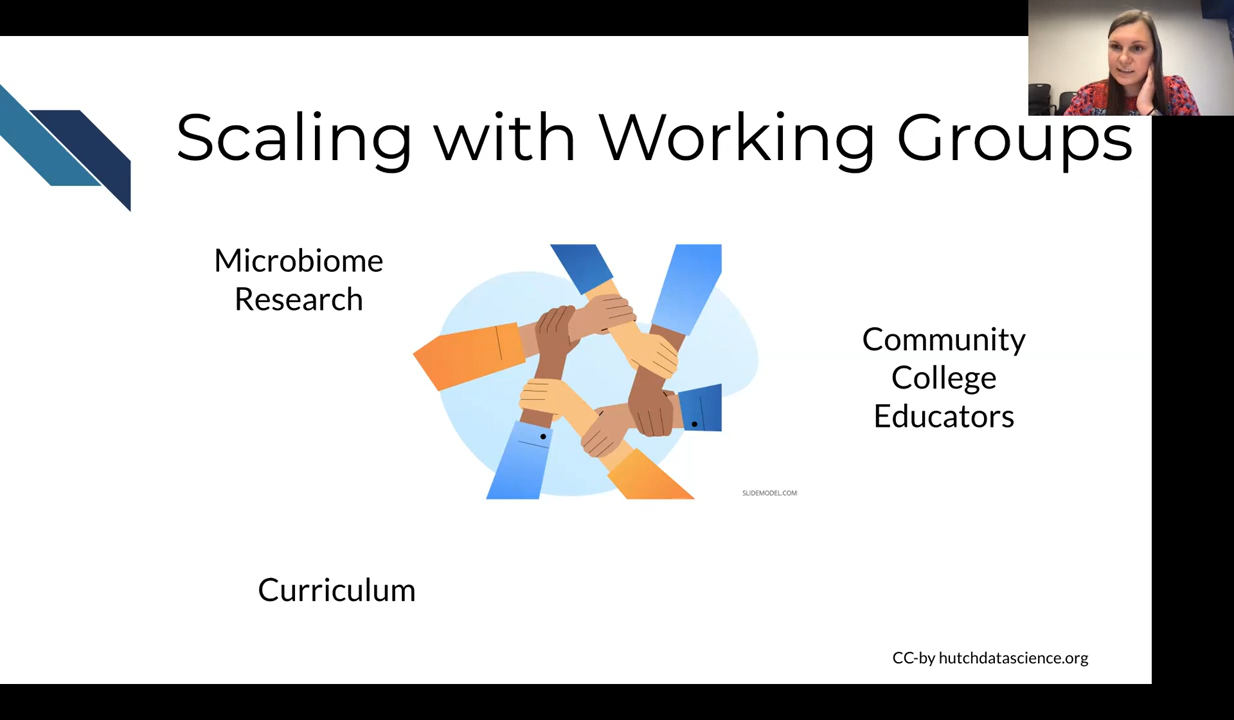 Scaling with Working Groups
Microbiome
Research
Community
College
Educators
SLIDEMODEL.COM
Curriculum
CC-by hutchdatascience.org